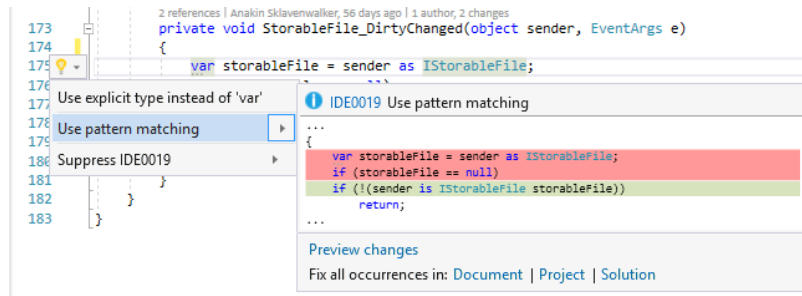 2 references | Anakin Sklavenwalker, 56 days ago | 1 author, 2 changes
173 private void StorableFile_DirtyChanged(object sender, EventArgs e)
174 {
175 var storableFile = sender as IStorableFile;
176
177 Use explicit type instead of 'var'
178 Use pattern matching
179
180 Suppress IDE0019
181 }
182 }
183 }
IDE0019 Use pattern matching
...
{
var storableFile = sender as IStorableFile;
if (storableFile == null)
if (!(sender is IStorableFile storableFile))
return;
...
Preview changes
Fix all occurrences in: Document | Project | Solution